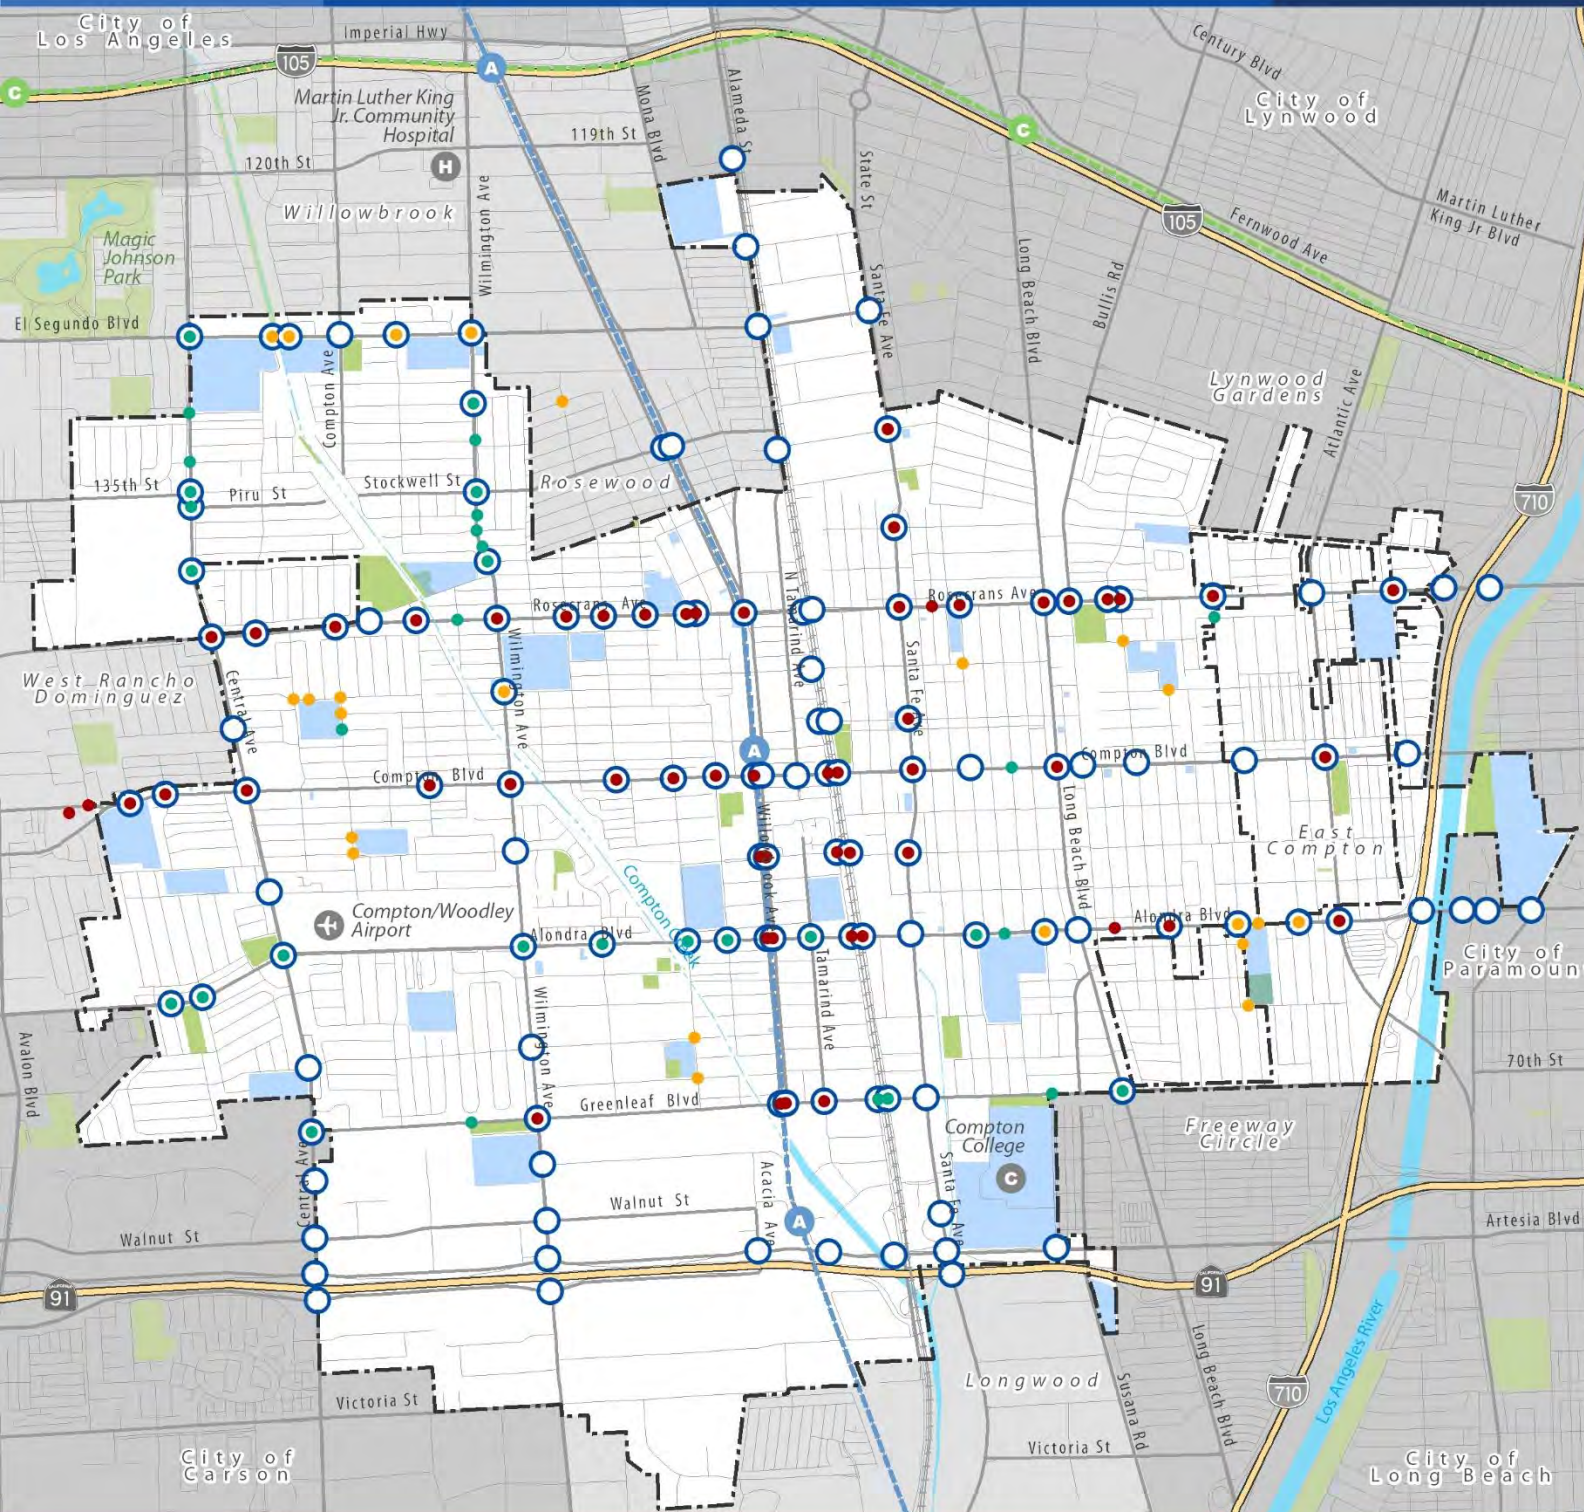 City of
Los Angeles
Imperial Hwy
105
A
C
Century Blvd
City of
Lynwood
Martin Luther King
Jr. Community
Hospital
H
Mona Blvd
Alameda St
119th St
120th St
C
State St
Willowbrook
Wilmington Ave
Martin Luther
King Jr Blvd
105
Fernwood Ave
Magic
Johnson
Park
Long Beach Blvd
Bullis Rd
Santa Fe Ave
El Segundo Blvd
Compton Ave
Lynwood
Gardens
Atlantic Ave
135th St
Piru St
Stockwell St
Rosewood
710
Rosecrans Ave
N Tamarind Ave
Rosecrans Ave
West Rancho
Dominguez
Central Ave
Wilmington Ave
Santa Fe Ave
A
Compton Blvd
Compton Blvd
Willowbrook Ave
Long Beach Blvd
East
Compton
Compton Creek
Compton/Woodley
Airport
Alondra Blvd
Alondra Blvd
City of
Paramoun
Tamarind Ave
Wilmington Ave
Avalon Blvd
70th St
Greenleaf Blvd
Compton
College
C
Freeway
Circle
Central Ave
Acacia Ave
Santa Fe Ave
Walnut St
Walnut St
A
Artesia Blvd
CALIFORNIA
91
CALIFORNIA
91
Los Angeles River
Long Beach Blvd
Longwood
Susana Rd
710
Victoria St
Victoria St
City of
Carson
City of
Long Beach